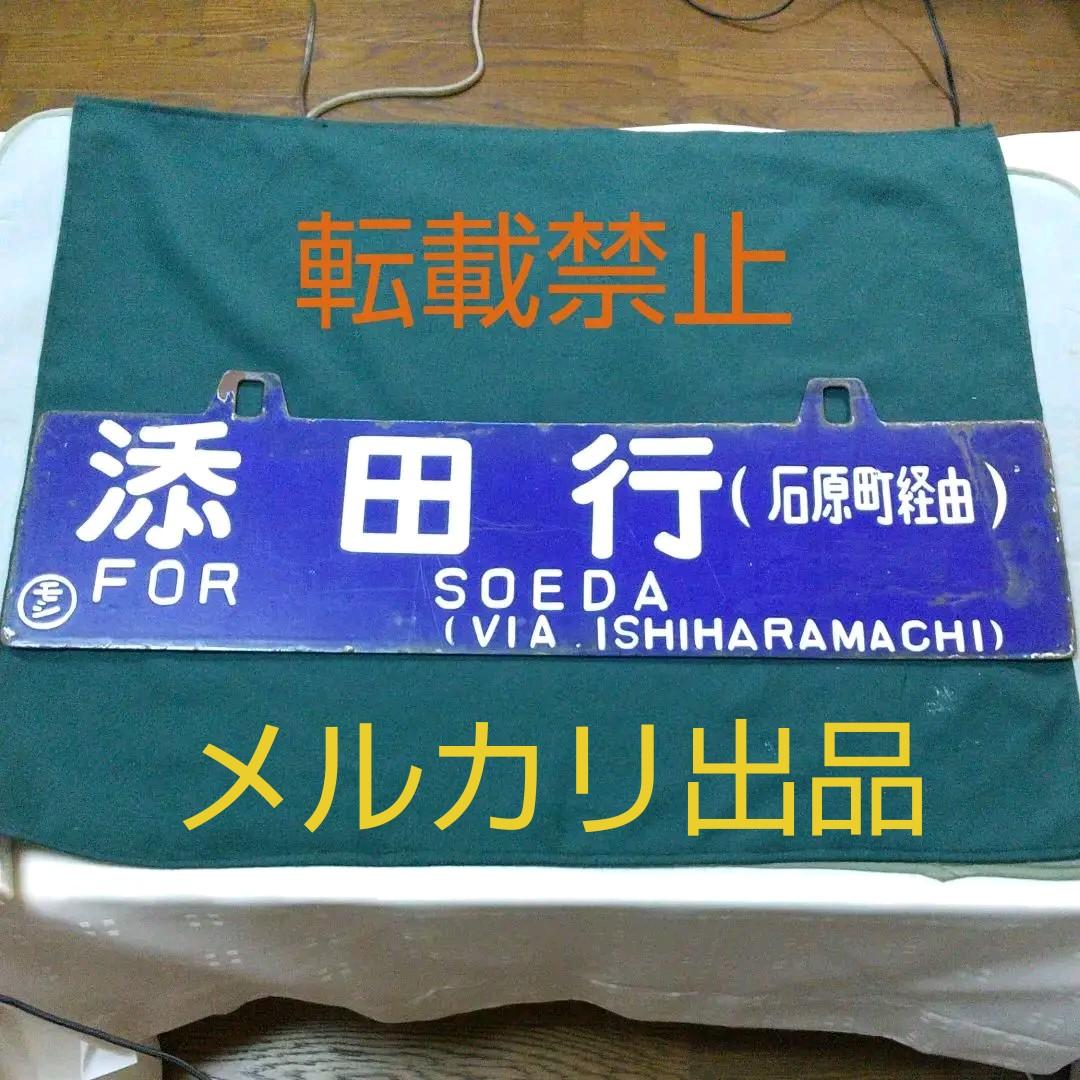 転載禁止
添田行(石原町経由)
FOR SOEDA
(VIA ISHIHARAMACHI)
モシ
メルカリ出品